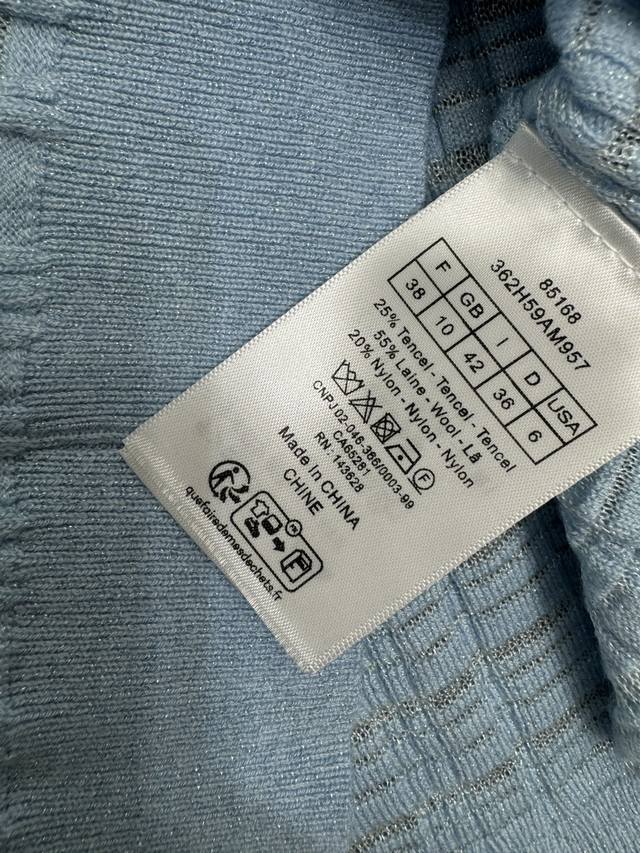 85168
362H59AM957
F GB I D USA
38 10 42 36 6
25% Tencel - Tencel - Tencel
55% Laine - Wool - Lã
20% Nylon - Nylon - Nylon
F
CNPJ.02-046-366/0003-99
CA65281
RN: 143628
Made in CHINA
CHINE
quefairedemesdechets.fr